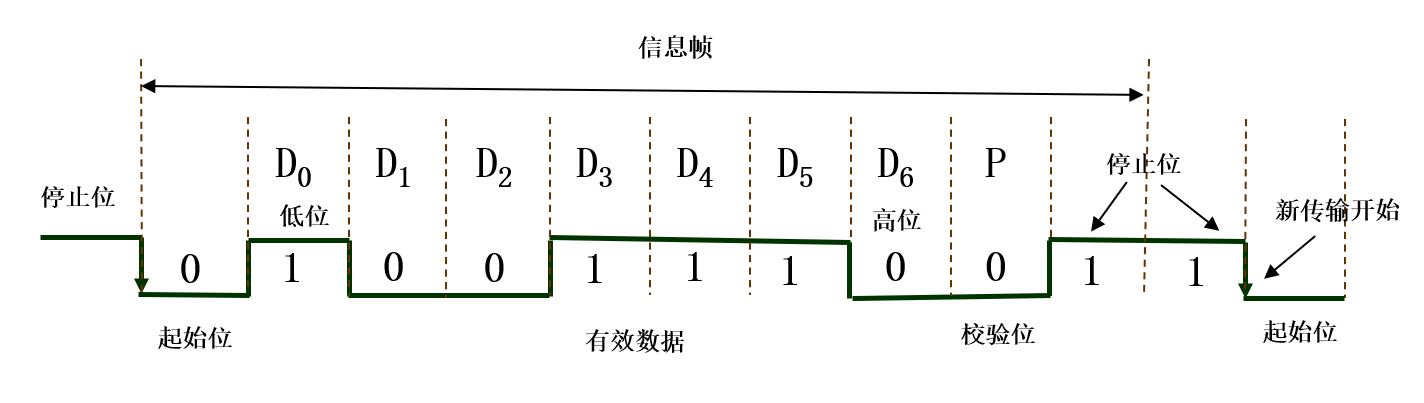 信息帧
D0 D1 D2 D3 D4 D5 D6 P
停止位
停止位
低位
高位
新传输开始
0 1 0 0 1 1 1 0 0 1 1
起始位
有效数据
校验位
起始位